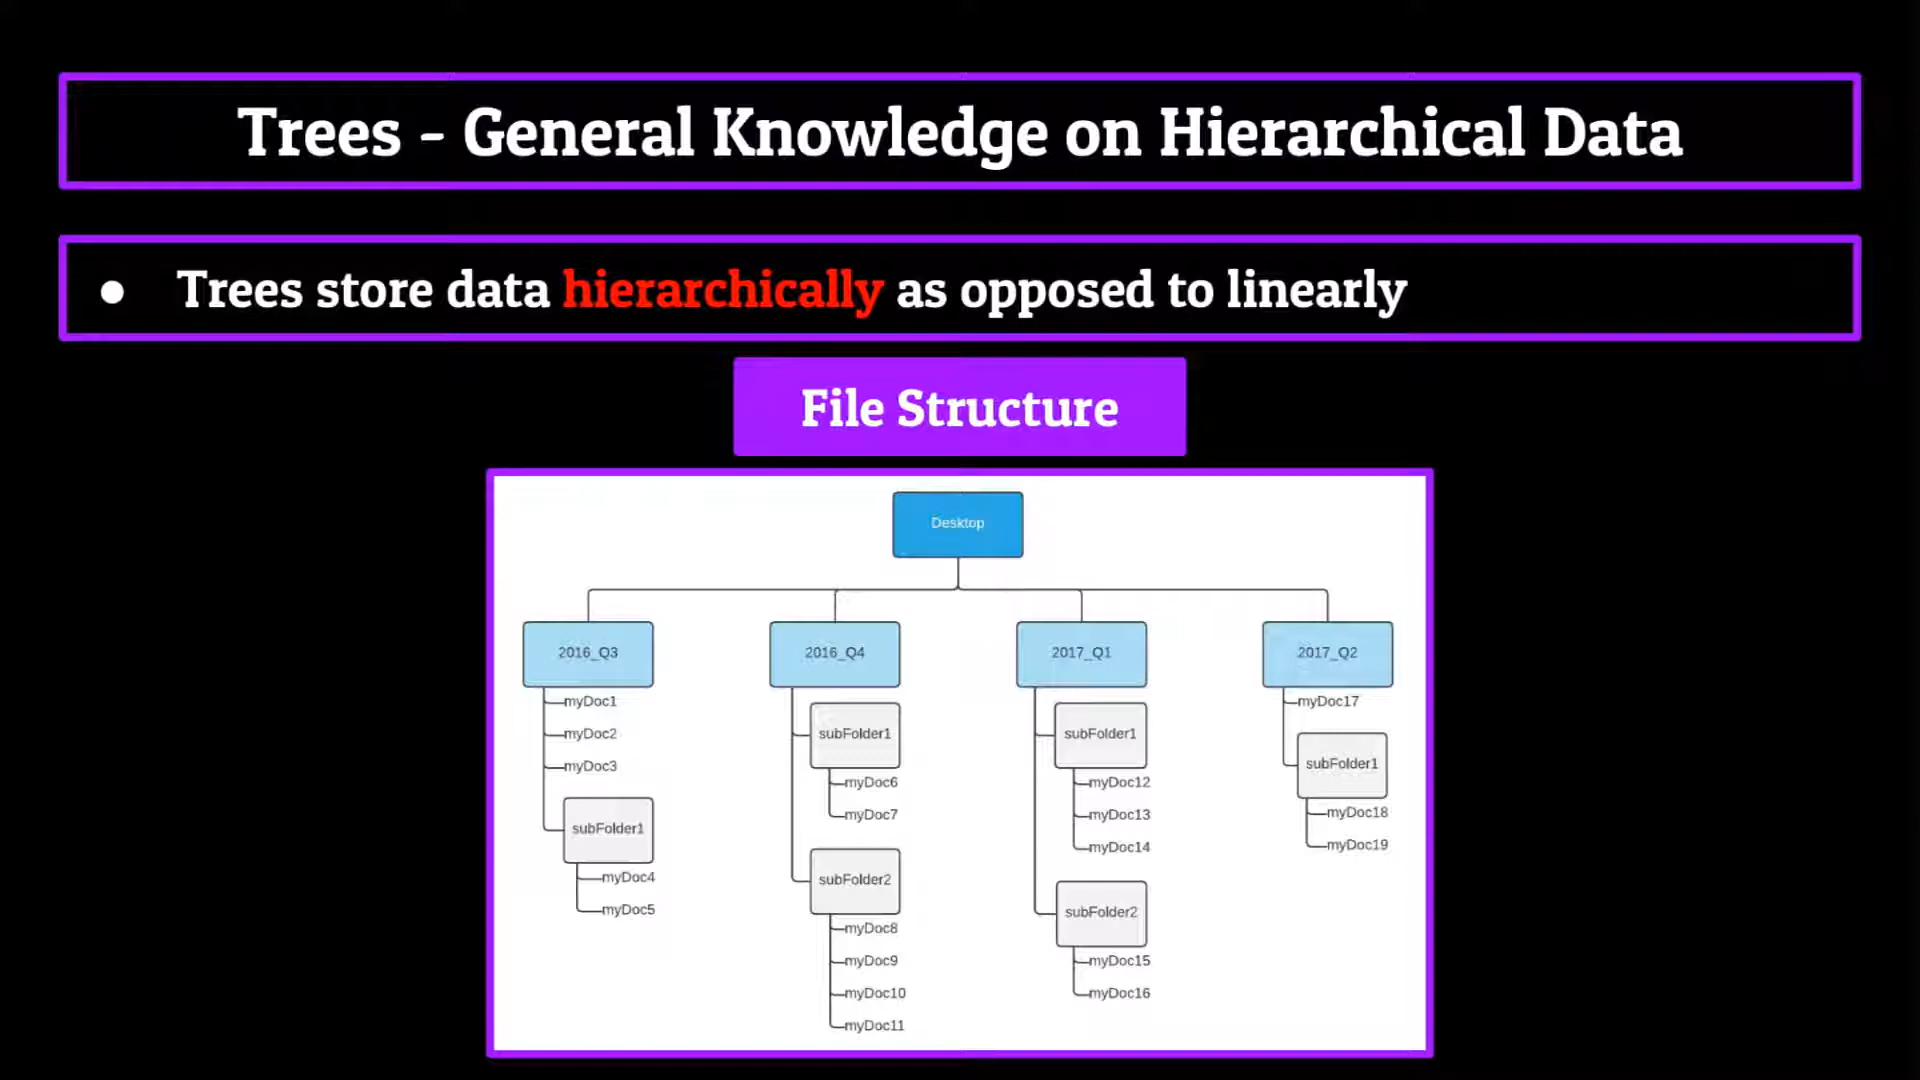 Trees - General Knowledge on Hierarchical Data
● Trees store data hierarchically as opposed to linearly
File Structure
Desktop
2016_Q3
myDoc1
myDoc2
myDoc3
subFolder1
myDoc4
myDoc5
2016_Q4
subFolder1
myDoc6
myDoc7
subFolder2
myDoc8
myDoc9
myDoc10
myDoc11
2017_Q1
subFolder1
myDoc12
myDoc13
myDoc14
subFolder2
myDoc15
myDoc16
2017_Q2
myDoc17
subFolder1
myDoc18
myDoc19